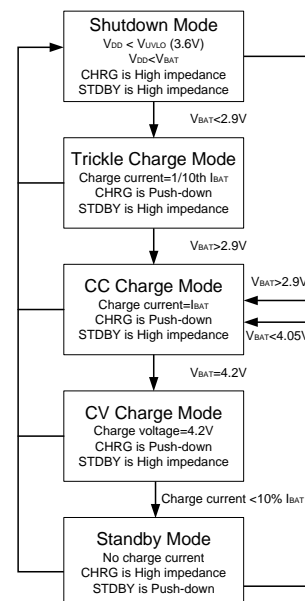 Shutdown Mode
VDD < VUVLO (3.6V)
VDD<VBAT
CHRG is High impedance
STDBY is High impedance
VBAT<2.9V
Trickle Charge Mode
Charge current=1/10th IBAT
CHRG is Push-down
STDBY is High impedance
VBAT>2.9V
CC Charge Mode
Charge current=IBAT
CHRG is Push-down
STDBY is High impedance
VBAT>2.9V
VBAT<4.05V
VBAT=4.2V
CV Charge Mode
Charge voltage=4.2V
CHRG is Push-down
STDBY is High impedance
Charge current <10% IBAT
Standby Mode
No charge current
CHRG is High impedance
STDBY is Push-down